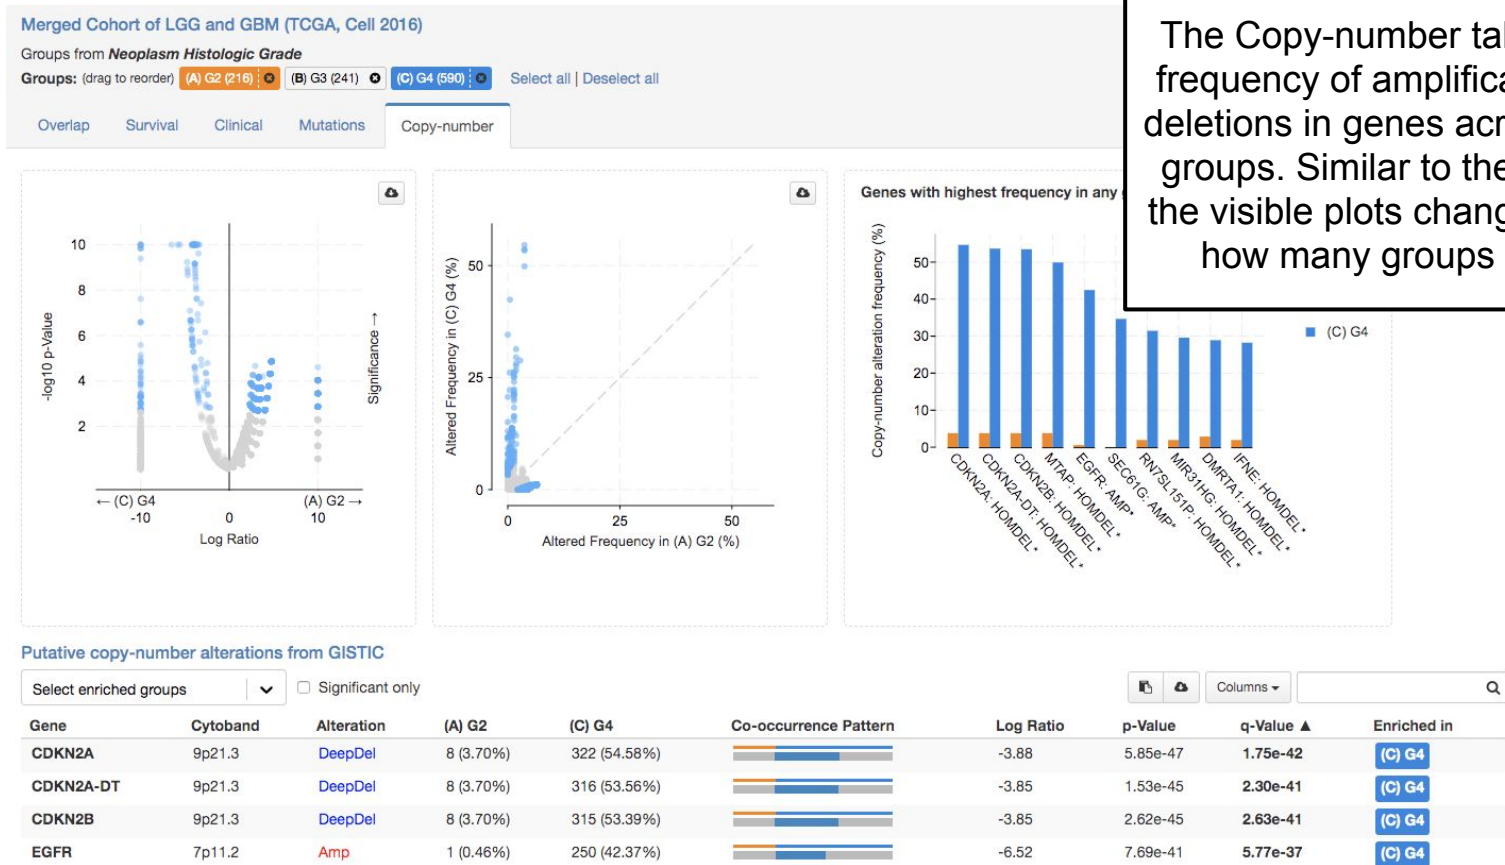 Merged Cohort of LGG and GBM (TCGA, Cell 2016)
Groups from Neoplasm Histologic Grade
Groups: (drag to reorder) (A) G2 (216) (B) G3 (241) (C) G4 (590) Select all | Deselect all
Overlap Survival Clinical Mutations Copy-number
The Copy-number
frequency of
deletions in genes
groups. Similar to the
the visible plots
how many groups
10
8
6
4
2
-log10 p-Value
Significance →
← (C) G4
(A) G2 →
-10 0 10
Log Ratio
50
25
0
Altered Frequency in (C) G4 (%)
0 25 50
Altered Frequency in (A) G2 (%)
Genes with highest frequency in any
Copy-number alteration frequency (%)
50
40
30
20
10
0
CDKN2A: HOMDEL*
CDKN2A-DT: HOMDEL*
CDKN2B: HOMDEL*
MTAP: HOMDEL*
EGFR: AMP*
SEC61G: AMP*
RN7SL151P: HOMDEL*
MIR31HG: HOMDEL*
DMRTA1: HOMDEL*
IFNE: HOMDEL*
(C) G4
Putative copy-number alterations from GISTIC
Select enriched groups Significant only Columns
Gene Cytoband Alteration (A) G2 (C) G4 Co-occurrence Pattern Log Ratio p-Value q-Value ▲ Enriched in
CDKN2A 9p21.3 DeepDel 8 (3.70%) 322 (54.58%) -3.88 5.85e-47 1.75e-42 (C) G4
CDKN2A-DT 9p21.3 DeepDel 8 (3.70%) 316 (53.56%) -3.85 1.53e-45 2.30e-41 (C) G4
CDKN2B 9p21.3 DeepDel 8 (3.70%) 315 (53.39%) -3.85 2.62e-45 2.63e-41 (C) G4
EGFR 7p11.2 Amp 1 (0.46%) 250 (42.37%) -6.52 7.69e-41 5.77e-37 (C) G4